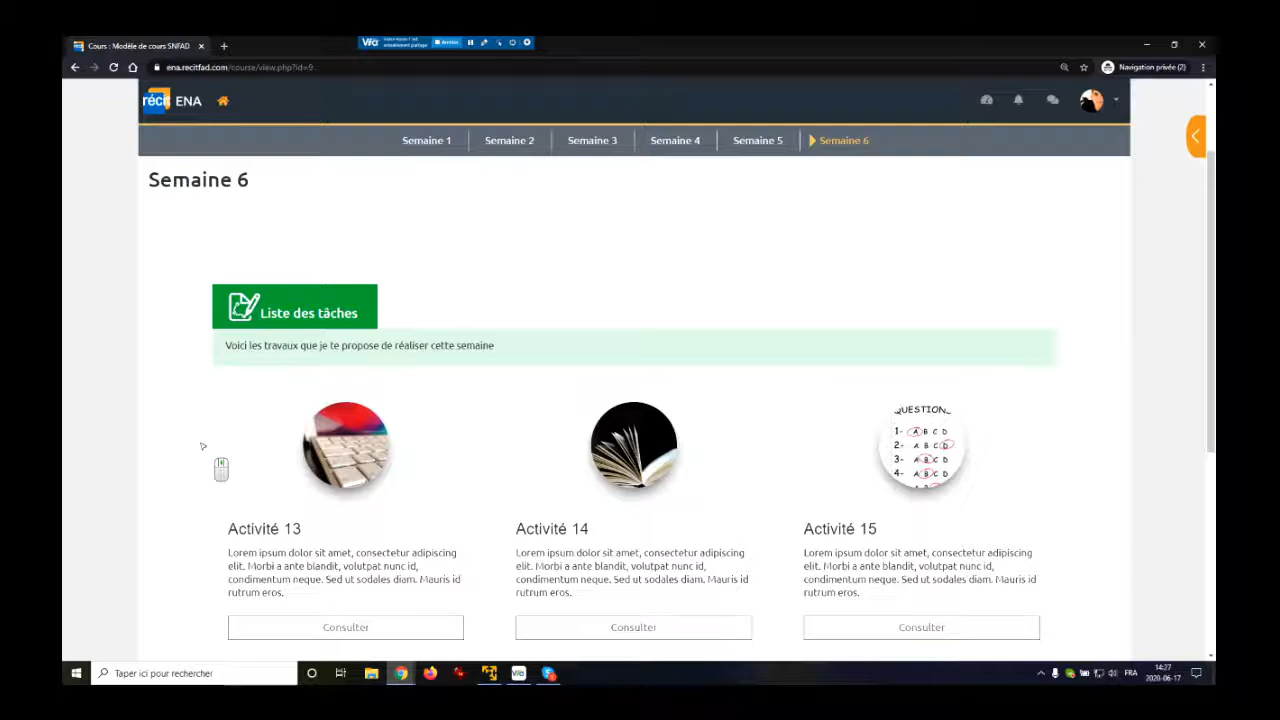 Cours : Modèle de cours SNFAD
Via
ena.recitfad.com/course/view.php?id=9
Navigation privée (2)
récit ENA
Semaine 1
Semaine 2
Semaine 3
Semaine 4
Semaine 5
Semaine 6
Semaine 6
Liste des tâches
Voici les travaux que je te propose de réaliser cette semaine
QUESTION
1- A B C D
2- A B C D
3- A B C D
4- A B C D
Activité 13
Lorem ipsum dolor sit amet, consectetur adipiscing
elit. Morbi a ante blandit, volutpat nunc id,
condimentum neque. Sed ut sodales diam. Mauris id
rutrum eros.
Consulter
Activité 14
Lorem ipsum dolor sit amet, consectetur adipiscing
elit. Morbi a ante blandit, volutpat nunc id,
condimentum neque. Sed ut sodales diam. Mauris id
rutrum eros.
Consulter
Activité 15
Lorem ipsum dolor sit amet, consectetur adipiscing
elit. Morbi a ante blandit, volutpat nunc id,
condimentum neque. Sed ut sodales diam. Mauris id
rutrum eros.
Consulter
Taper ici pour rechercher
Via
FRA
14:27
2020-06-17